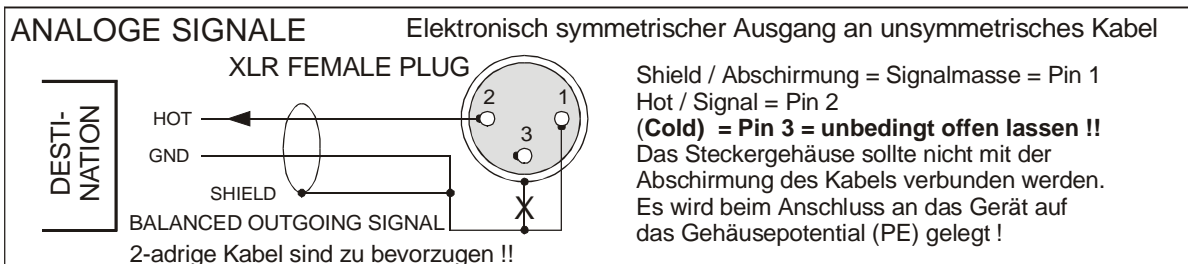 ANALOGE SIGNALE
Elektronisch symmetrischer Ausgang an unsymmetrisches Kabel
XLR FEMALE PLUG
DESTI-
NATION
HOT
GND
SHIELD
2
1
3
X
BALANCED OUTGOING SIGNAL
2-adrige Kabel sind zu bevorzugen !!
Shield / Abschirmung = Signalmasse = Pin 1
Hot / Signal = Pin 2
(Cold) = Pin 3 = unbedingt offen lassen !!
Das Steckergehäuse sollte nicht mit der
Abschirmung des Kabels verbunden werden.
Es wird beim Anschluss an das Gerät auf
das Gehäusepotential (PE) gelegt !